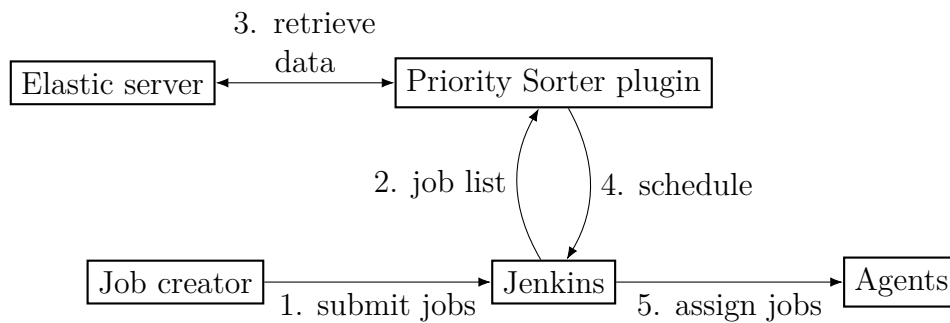 3. retrieve
data
Elastic server
Priority Sorter plugin
2. job list
4. schedule
Job creator
Jenkins
Agents
1. submit jobs
5. assign jobs